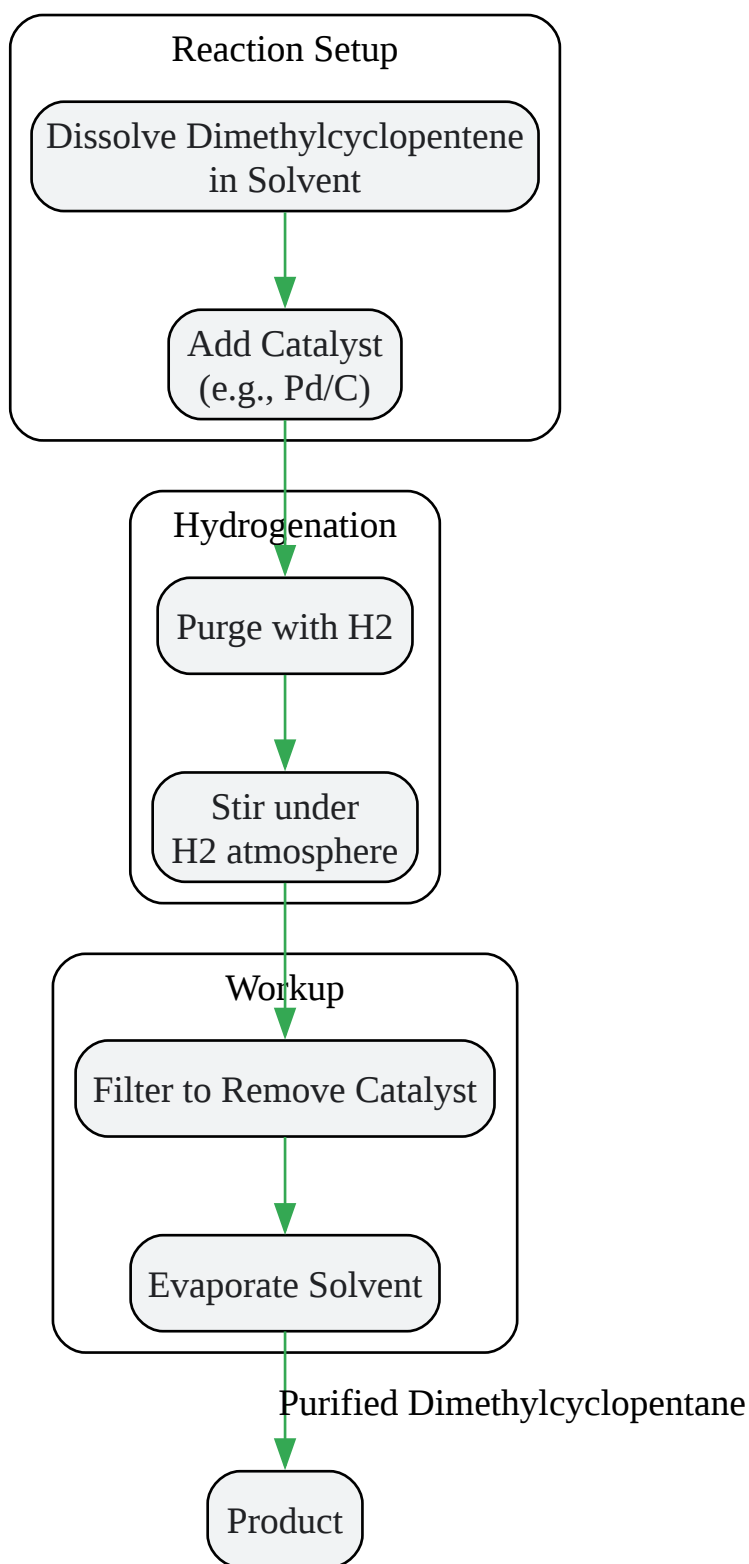 Reaction Setup
Dissolve Dimethylcyclopentene
in Solvent
Add Catalyst
(e.g., Pd/C)
Hydrogenation
Purge with H2
Stir under
H2 atmosphere
Workup
Filter to Remove Catalyst
Evaporate Solvent
Purified Dimethylcyclopentane
Product